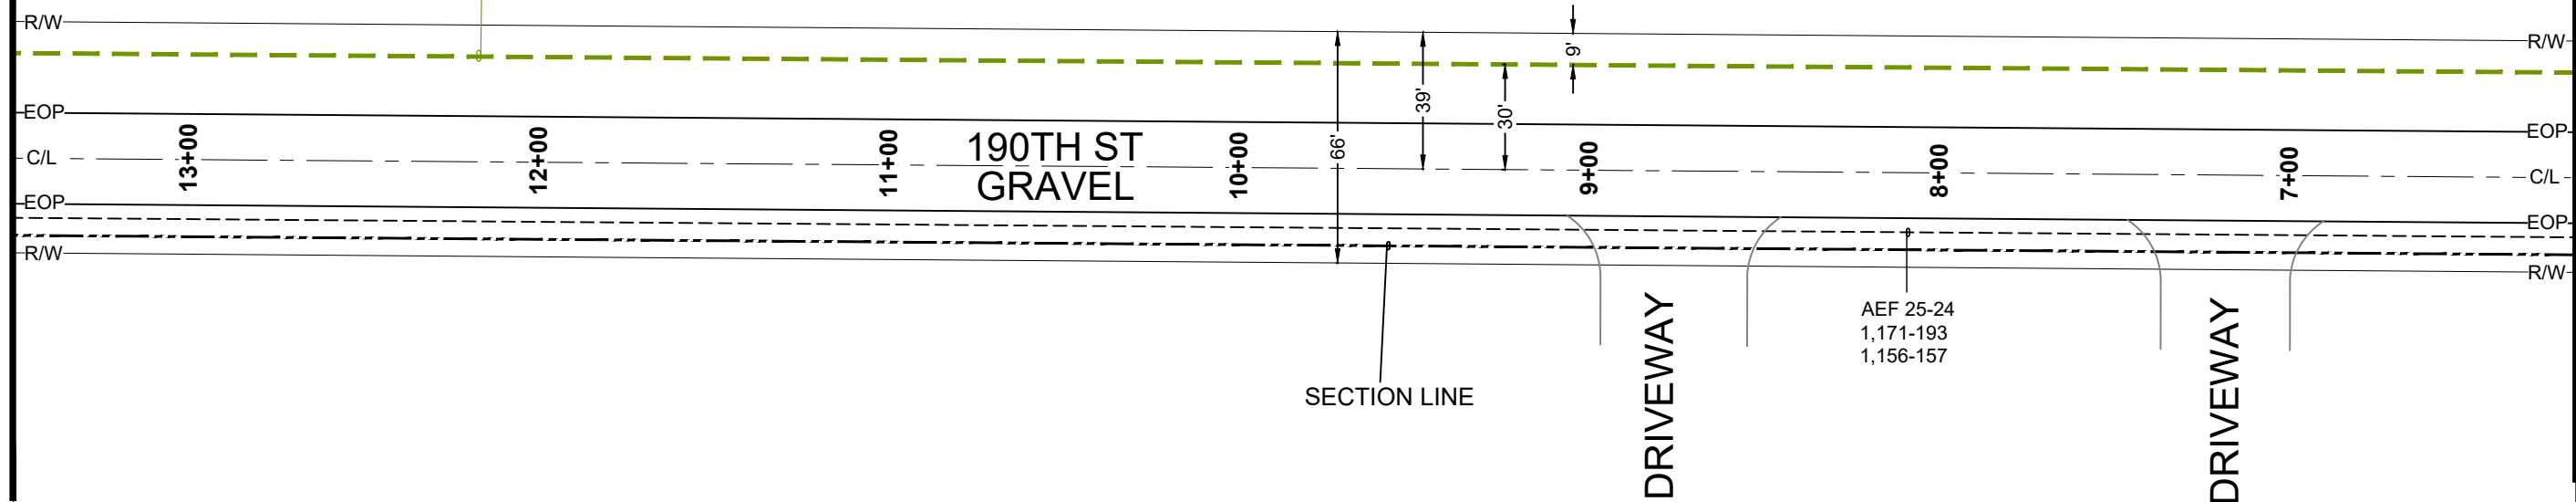 R/W
R/W
9'
39'
30'
66'
EOP
EOP
C/L
13+00
12+00
11+00
190TH ST
GRAVEL
10+00
9+00
8+00
7+00
C/L
EOP
EOP
R/W
R/W
SECTION LINE
DRIVEWAY
AEF 25-24
1,171-193
1,156-157
DRIVEWAY